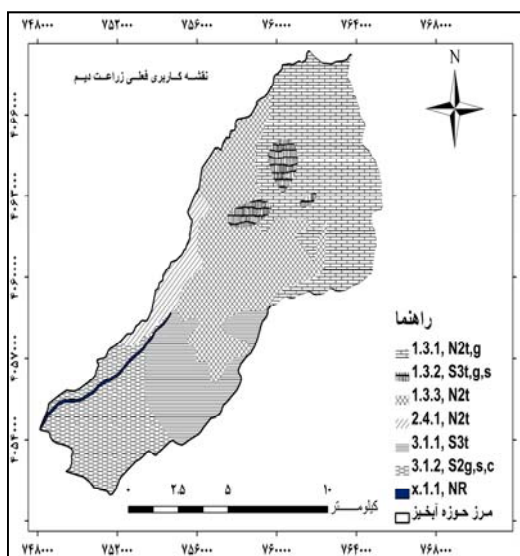 ۷۴۸۰۰۰ ۷۵۲۰۰۰ ۷۵۶۰۰۰ ۷۶۰۰۰۰ ۷۶۴۰۰۰ ۷۶۸۰۰۰
نقشه کاربری فعلی زراعت دیم
N
۴۰۶۶۰۰۰
۴۰۶۳۰۰۰
۴۰۶۰۰۰۰
۴۰۵۷۰۰۰
۴۰۵۴۰۰۰
راهنما
1.3.1, N2t,g
1.3.2, S3t,g,s
1.3.3, N2t
2.4.1, N2t
3.1.1, S3t
3.1.2, S2g,s,c
x.1.1, NR
مرز حوزه آبخیز
۰ 2.5 ۵ ۱۰
کیلومتر
۷۴۸۰۰۰ ۷۵۲۰۰۰ ۷۵۶۰۰۰ ۷۶۰۰۰۰ ۷۶۴۰۰۰ ۷۶۸۰۰۰